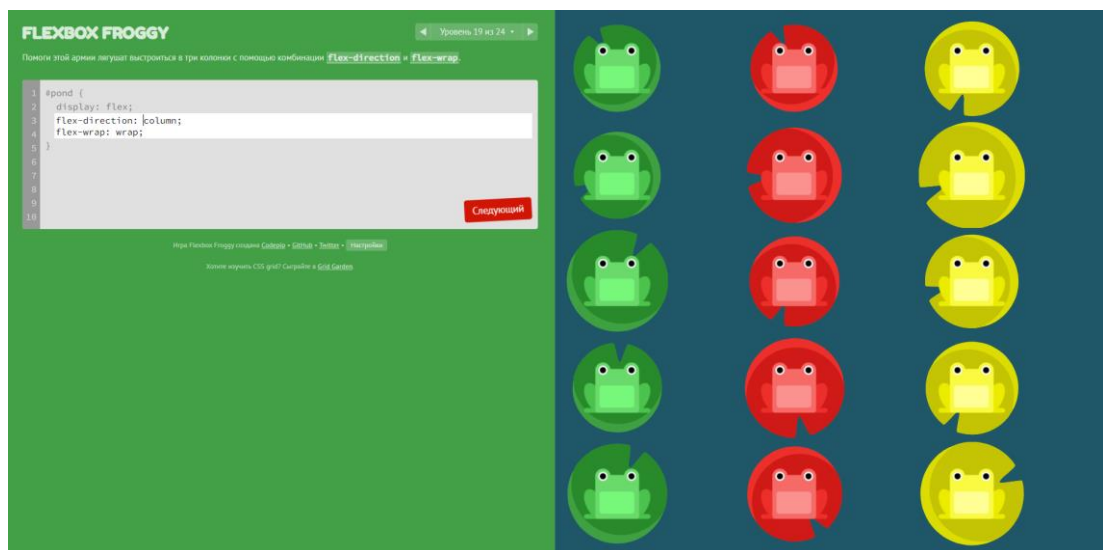 FLEXBOX FROGGY
◀ Уровень 19 из 24 ▶
Помоги этой армии лягушат выстроиться в три колонки с помощью комбинации flex-direction и flex-wrap.
1 #pond {
2 display: flex;
3 flex-direction: column;
4 flex-wrap: wrap;
5 }
6
7
8
9
10
Следующий
Игра Flexbox Froggy создана Codepip • GitHub • Twitter • Настройки
Хотите изучить CSS grid? Сыграйте в Grid Garden